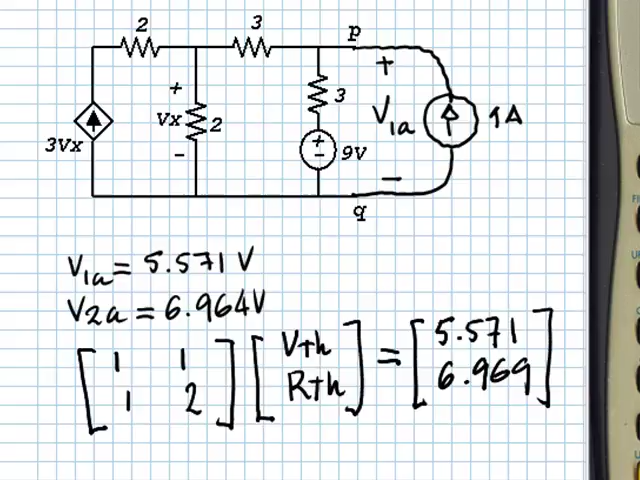 2
3
p
+
+
3
Vx
2
V1a
1A
3Vx
-
+
-
9V
-
q
V1a = 5.571 V
V2a = 6.964V
[1 1] [Vth] = [5.571]
[1 2] [Rth] [6.969]